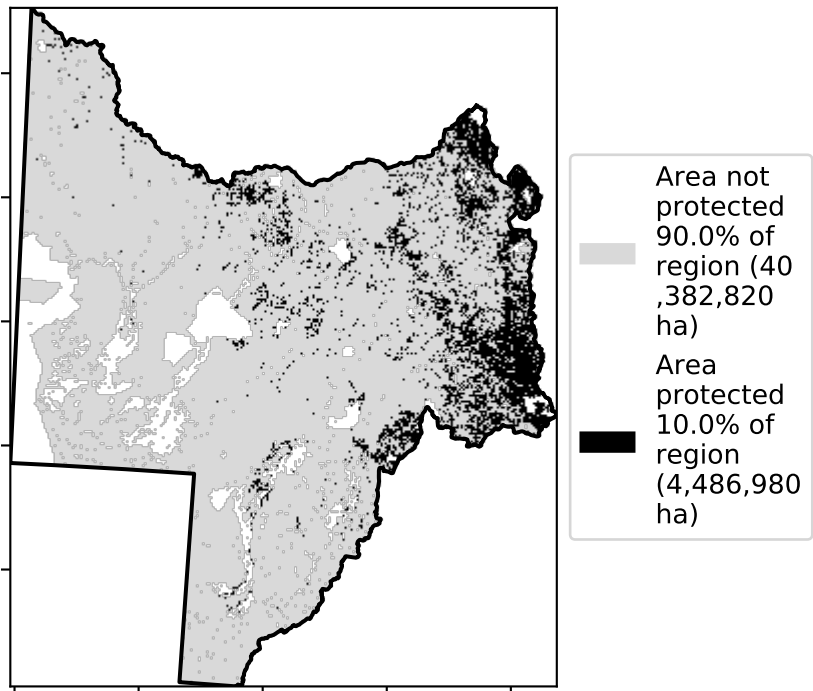 Area not
protected
90.0% of
region (40
,382,820
ha)
Area
protected
10.0% of
region
(4,486,980
ha)